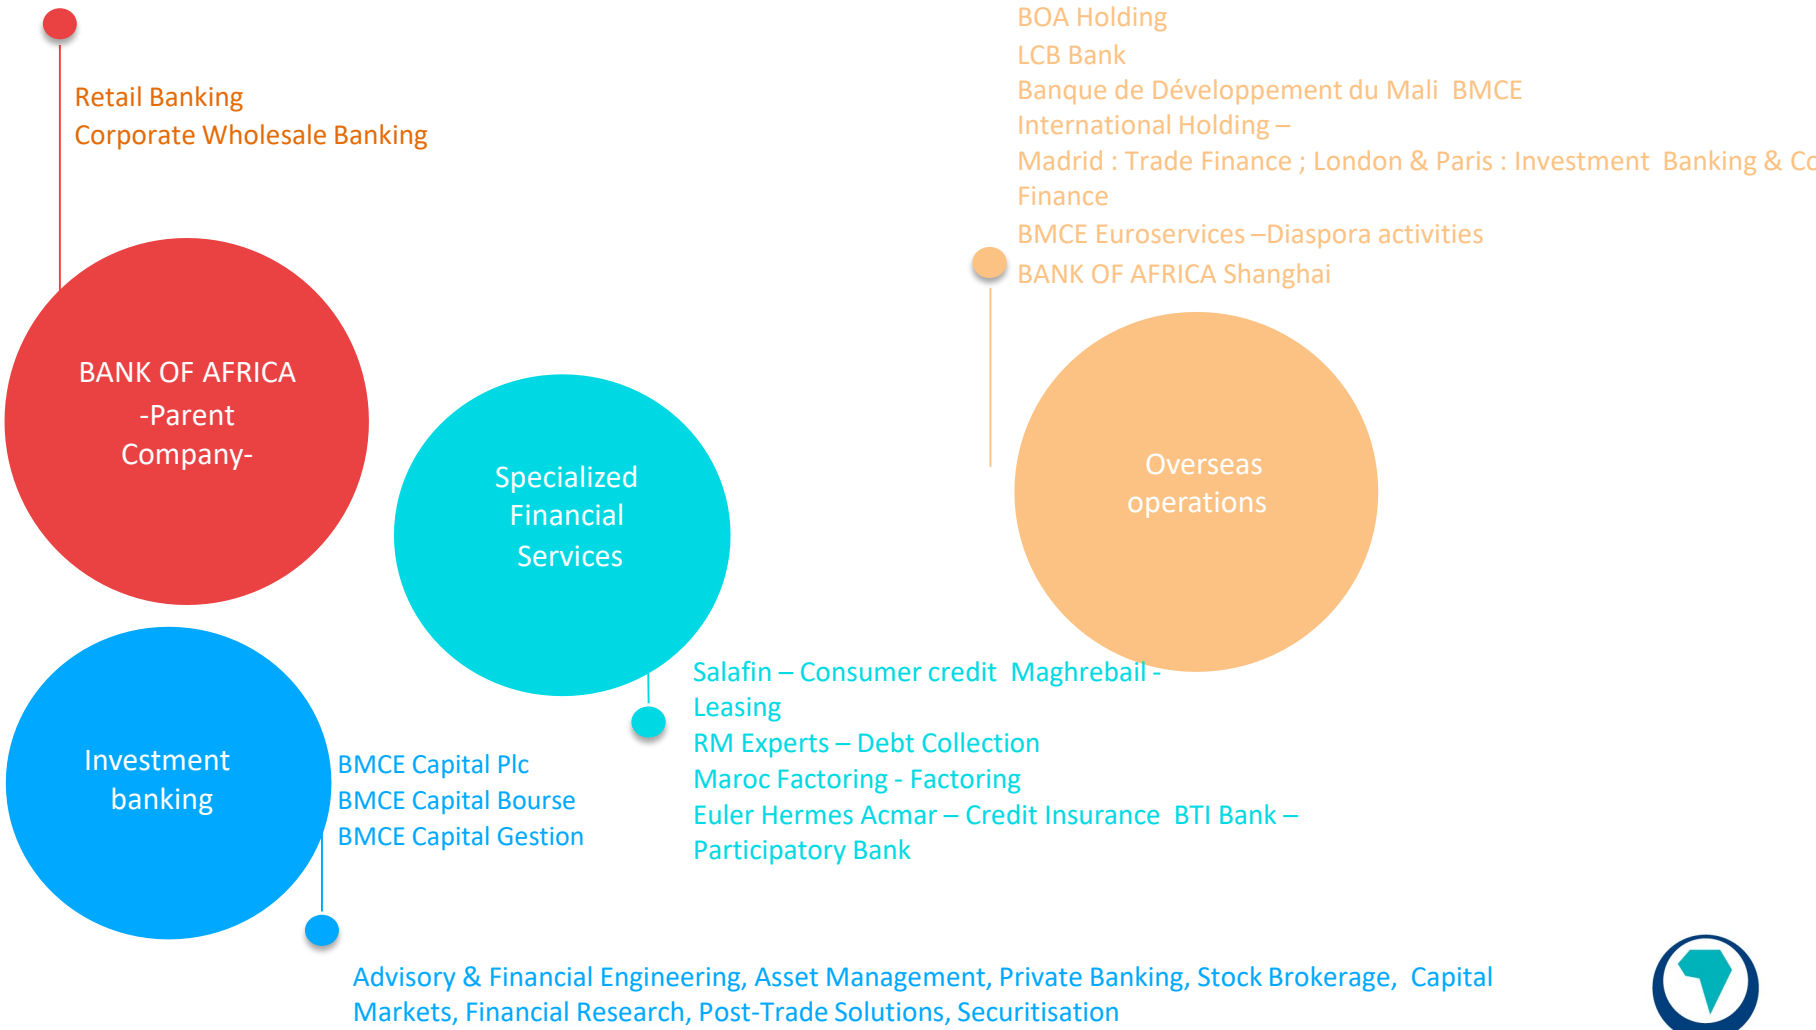 Retail Banking
Corporate Wholesale Banking
BOA Holding
LCB Bank
Banque de Développement du Mali BMCE
International Holding –
Madrid : Trade Finance ; London & Paris : Investment Banking & Co
Finance
BMCE Euroservices –Diaspora activities
BANK OF AFRICA Shanghai
BANK OF AFRICA
-Parent
Company-
Specialized
Financial
Services
Overseas
operations
Salafin – Consumer credit Maghrebail -
Leasing
RM Experts – Debt Collection
Maroc Factoring - Factoring
Euler Hermes Acmar – Credit Insurance BTI Bank –
Participatory Bank
Investment
banking
BMCE Capital Plc
BMCE Capital Bourse
BMCE Capital Gestion
Advisory & Financial Engineering, Asset Management, Private Banking, Stock Brokerage, Capital
Markets, Financial Research, Post-Trade Solutions, Securitisation